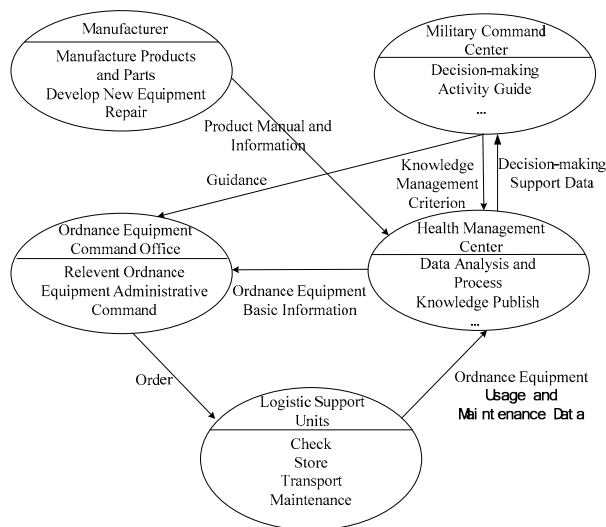 Manufacturer
Manufacture Products
and Parts
Develop New Equipment
Repair
Military Command
Center
Decision-making
Activity Guide
...
Product Manual and
Information
Guidance
Knowledge
Management
Criterion
Decision-making
Support Data
Ordnance Equipment
Command Office
Relevent Ordnance
Equipment Administrative
Command
Health Management
Center
Data Analysis and
Process
Knowledge Publish
...
Ordnance Equipment
Basic Information
Order
Logistic Support
Units
Check
Store
Transport
Maintenance
Ordnance Equipment
Usage and
Maintenance Data